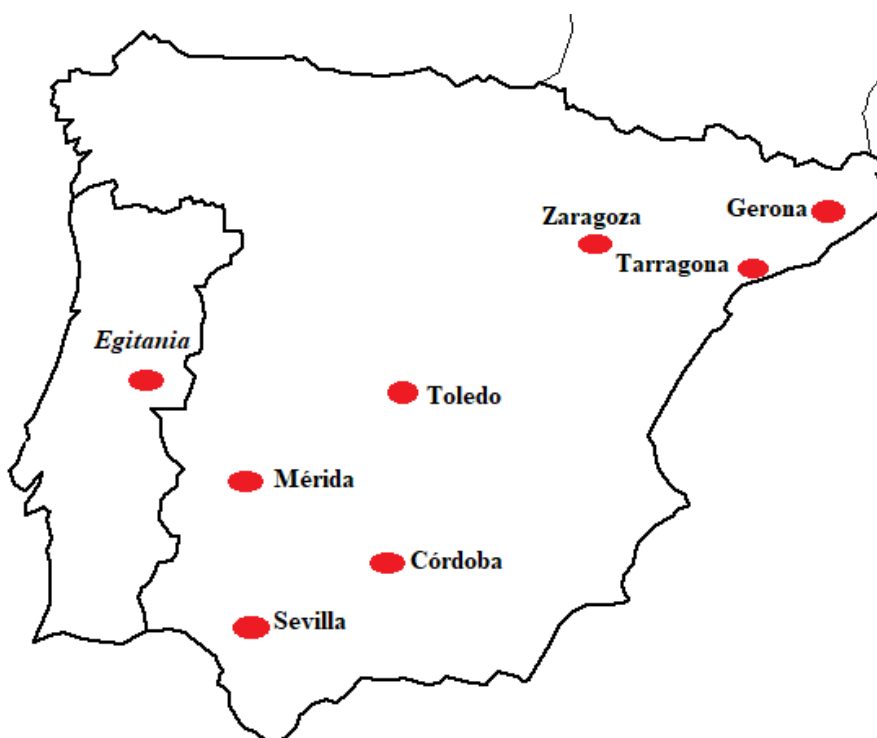 Gerona
Zaragoza
Tarragona
Egitania
Toledo
Mérida
Córdoba
Sevilla